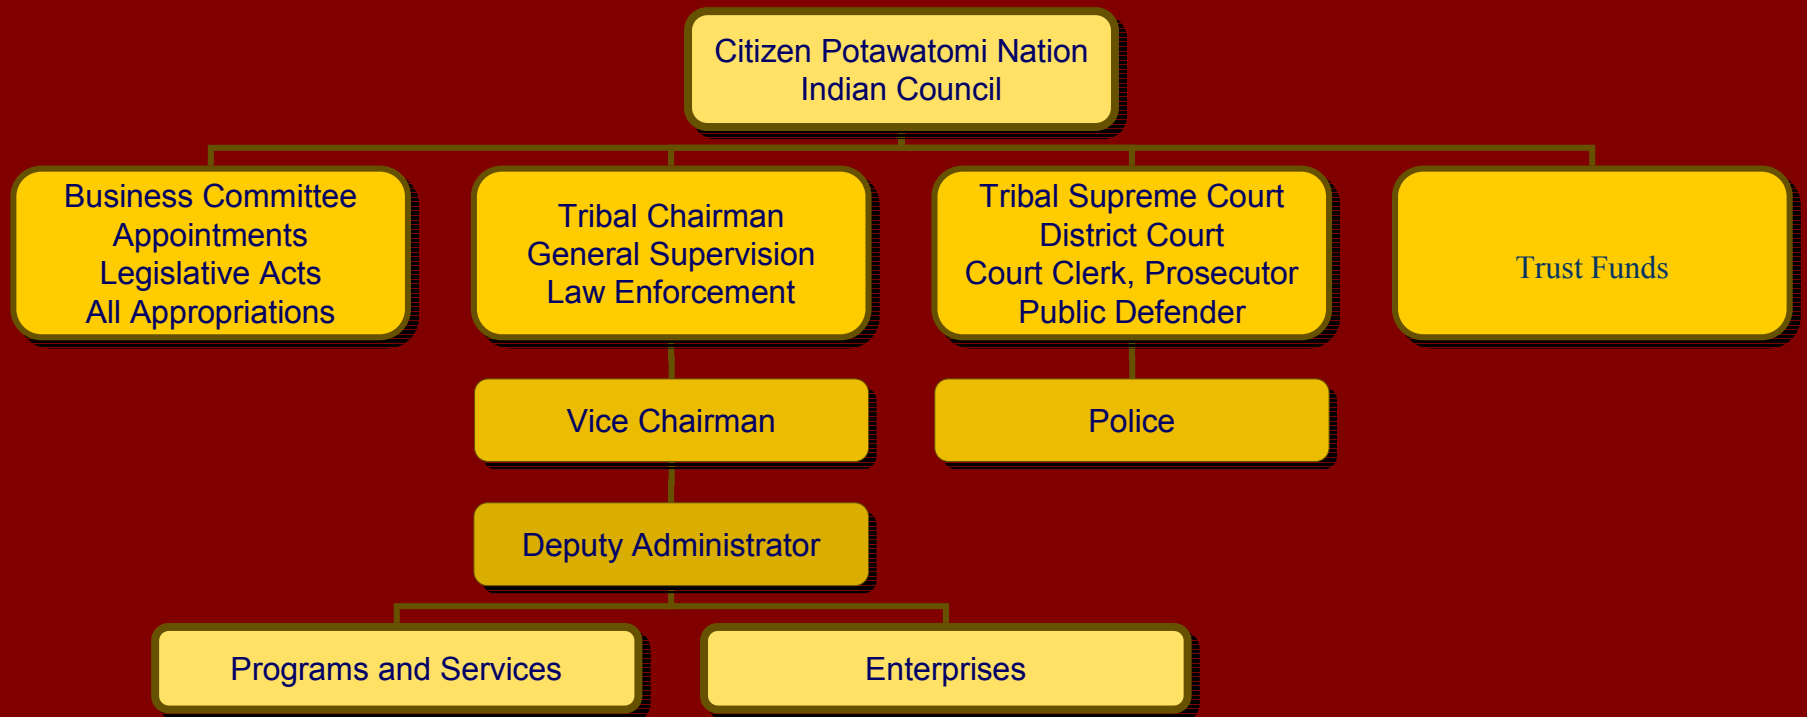 Citizen Potawatomi Nation
Indian Council
Business Committee
Appointments
Legislative Acts
All Appropriations
Tribal Chairman
General Supervision
Law Enforcement
Tribal Supreme Court
District Court
Court Clerk, Prosecutor
Public Defender
Trust Funds
Vice Chairman
Police
Deputy Administrator
Programs and Services
Enterprises